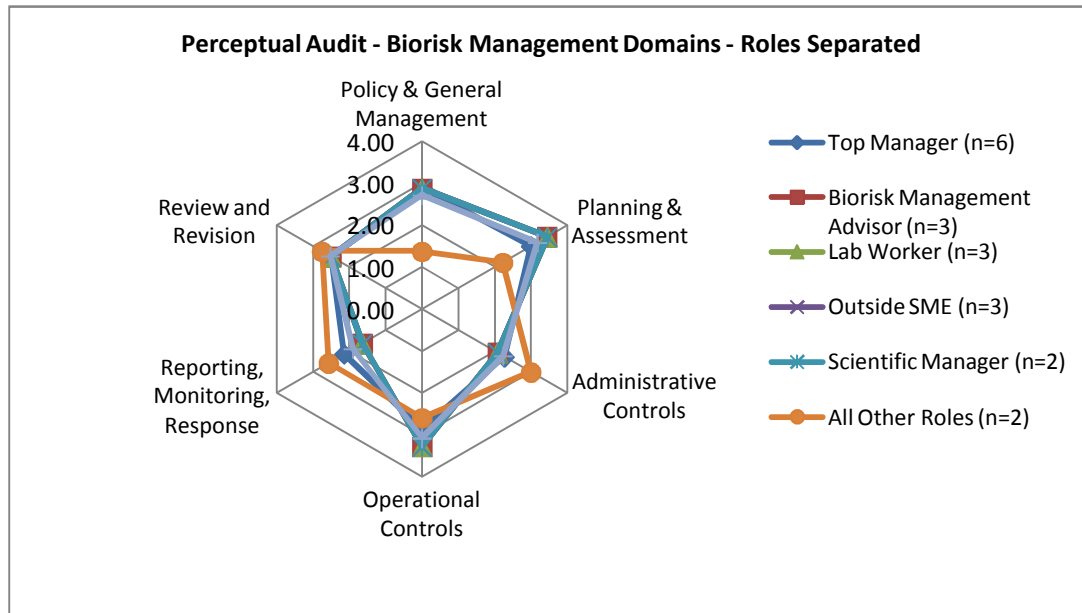 Perceptual Audit - Biorisk Management Domains - Roles Separated
Policy & General
Management
4.00
3.00
2.00
1.00
0.00
Planning &
Assessment
Administrative
Controls
Operational
Controls
Reporting,
Monitoring,
Response
Review and
Revision
Top Manager (n=6)
Biorisk Management
Advisor (n=3)
Lab Worker (n=3)
Outside SME (n=3)
Scientific Manager (n=2)
All Other Roles (n=2)